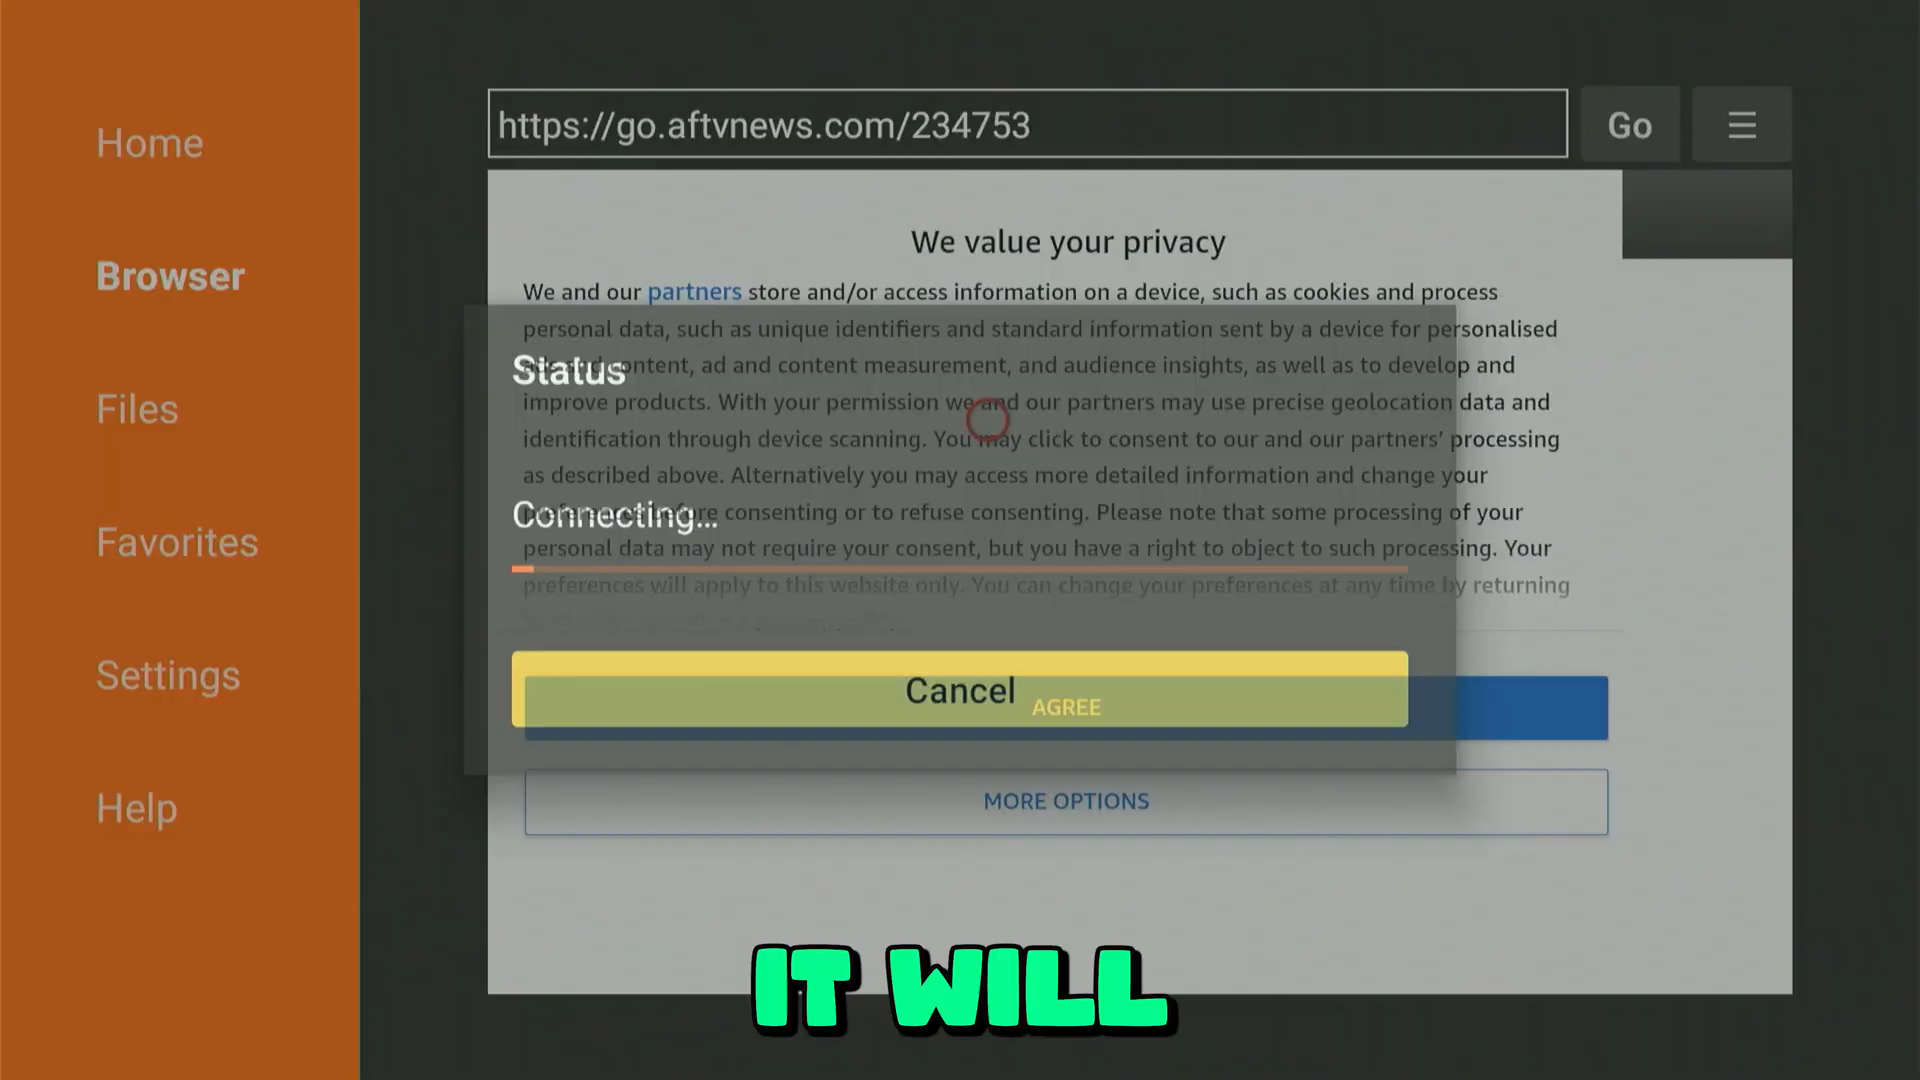 Home
Browser
Files
Favorites
Settings
Help
https://go.aftvnews.com/234753
Go
We value your privacy
We and our partners store and/or access information on a device, such as cookies and process
personal data, such as unique identifiers and standard information sent by a device for personalised
ads and content, ad and content measurement, and audience insights, as well as to develop and
improve products. With your permission we and our partners may use precise geolocation data and
identification through device scanning. You may click to consent to our and our partners' processing
as described above. Alternatively you may access more detailed information and change your
preferences before consenting or to refuse consenting. Please note that some processing of your
personal data may not require your consent, but you have a right to object to such processing. Your
preferences will apply to this website only. You can change your preferences at any time by returning
Status
Connecting...
Cancel
AGREE
MORE OPTIONS
IT WILL